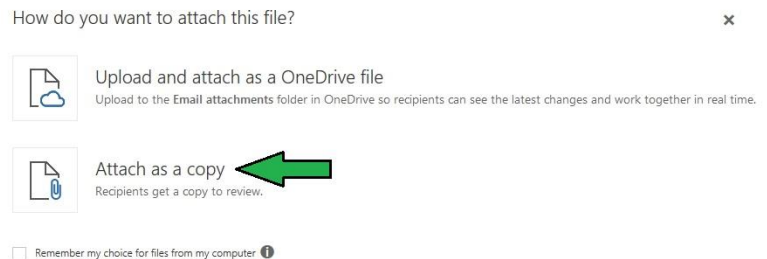 How do you want to attach this file?
Upload and attach as a OneDrive file
Upload to the Email attachments folder in OneDrive so recipients can see the latest changes and work together in real time.
Attach as a copy
Recipients get a copy to review.
Remember my choice for files from my computer